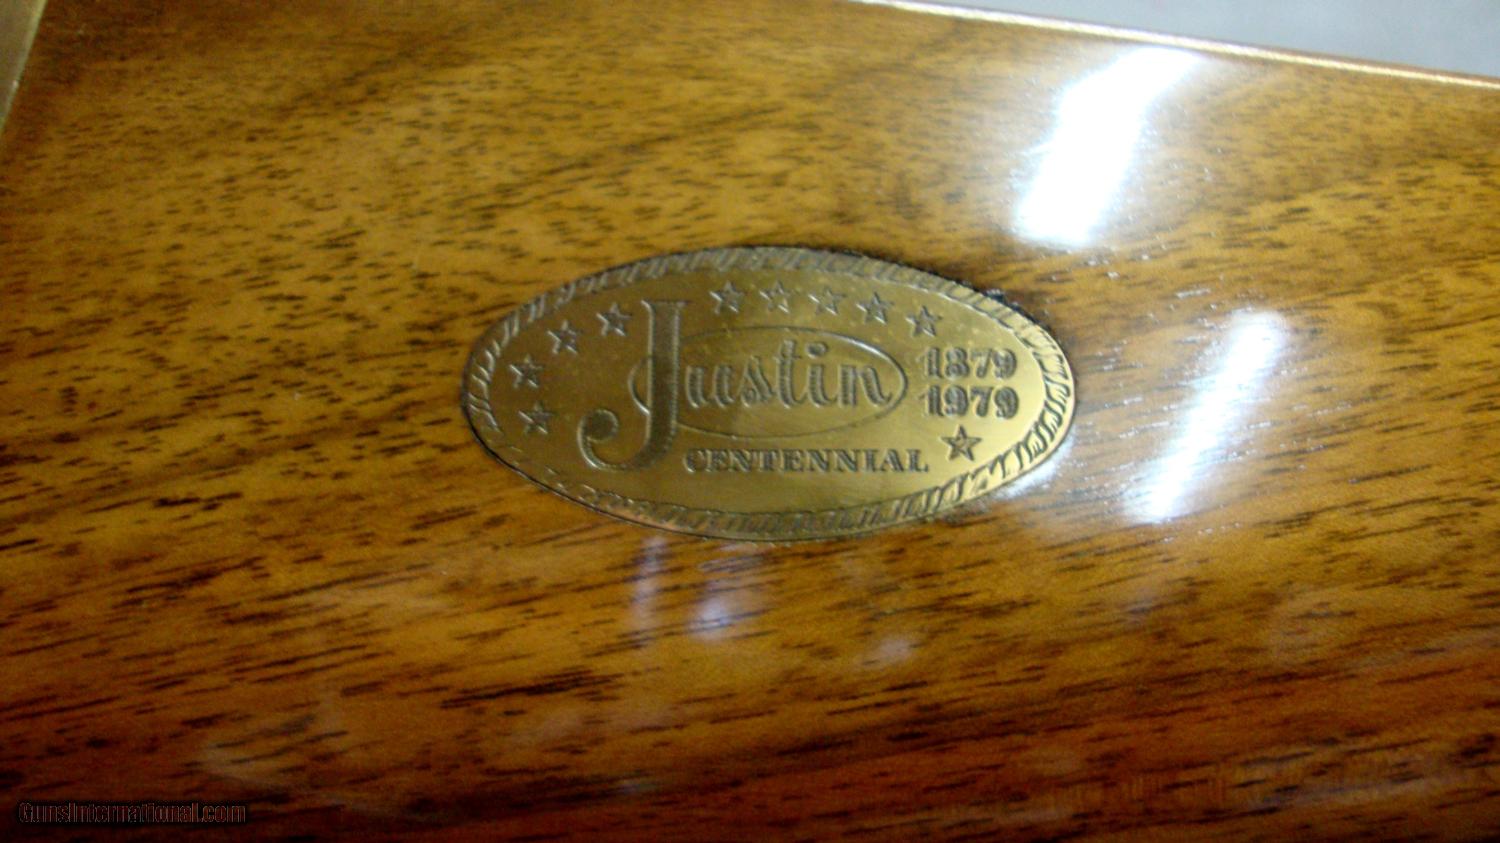 Justin
1879
1979
CENTENNIAL
GunsInternational.com